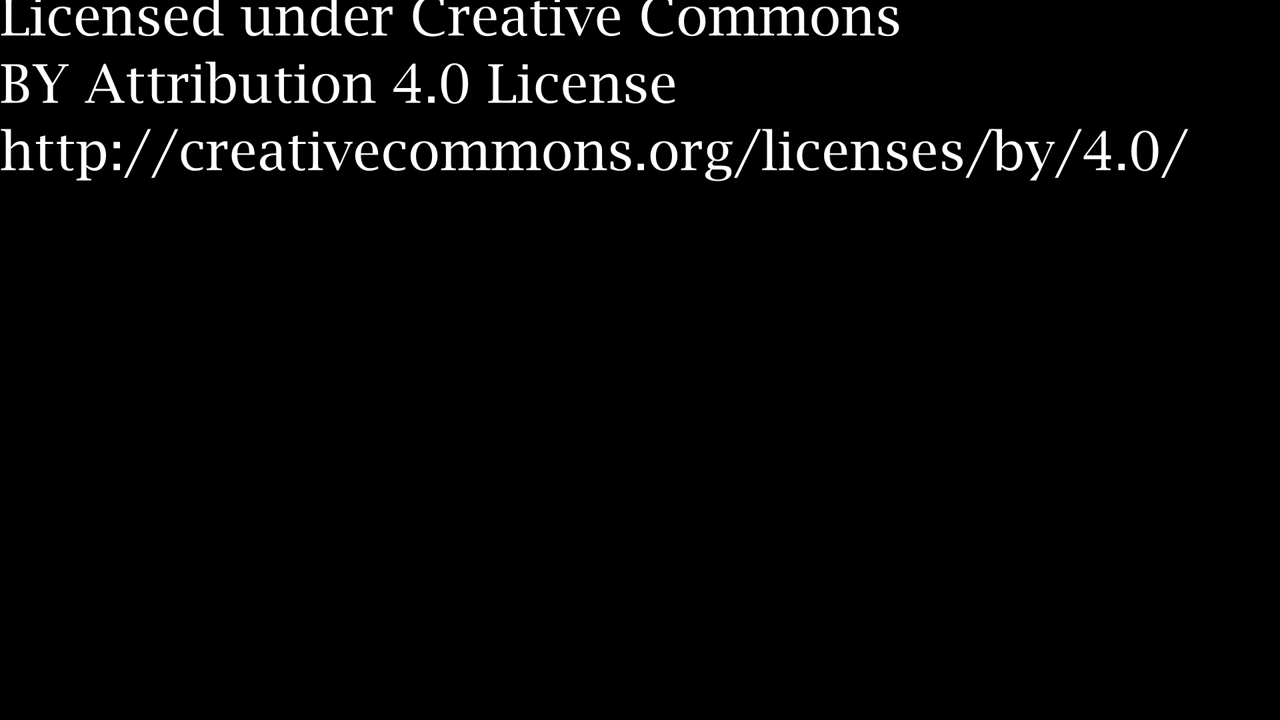 Licensed under Creative Commons
BY Attribution 4.0 License
http://creativecommons.org/licenses/by/4.0/